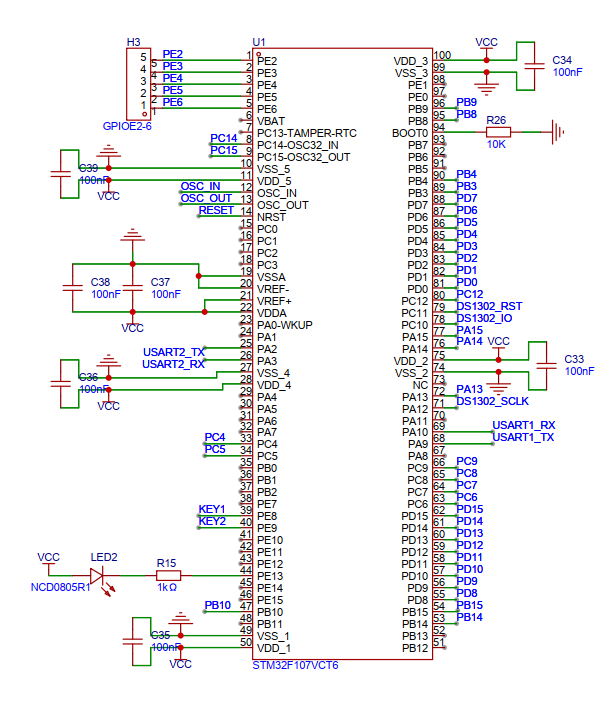 H3
5 5 PE2
4 4 PE3
3 3 PE4
2 2 PE5
1 1 PE6
GPIOE2-6
U1
1 PE2
2 PE3
3 PE4
4 PE5
5 PE6
6 VBAT
7 PC13-TAMPER-RTC
PC14 8 PC14-OSC32_IN
PC15 9 PC15-OSC32_OUT
10 VSS_5
11 VDD_5
OSC_IN 12 OSC_IN
OSC_OUT 13 OSC_OUT
RESET 14 NRST
15 PC0
16 PC1
17 PC2
18 PC3
19 VSSA
20 VREF-
21 VREF+
22 VDDA
23 PA0-WKUP
24 PA1
USART2_TX 25 PA2
USART2_RX 26 PA3
27 VSS_4
28 VDD_4
29 PA4
30 PA5
31 PA6
32 PA7
PC4 33 PC4
PC5 34 PC5
35 PB0
36 PB1
37 PB2
38 PE7
KEY1 39 PE8
KEY2 40 PE9
41 PE10
42 PE11
43 PE12
44 PE13
45 PE14
46 PE15
PB10 47 PB10
48 PB11
49 VSS_1
50 VDD_1
STM32F107VCT6
C39
100nF
VCC
C38
100nF
C37
100nF
VCC
C36
100nF
VCC
VCC
LED2
NCD0805R1
R15
1kΩ
C35
100nF
VCC
VDD_3 100
VSS_3 99
PE1 98
PE0 97
PB9 96 PB9
PB8 95 PB8
BOOT0 94
PB7 93
PB6 92
PB5 91
PB4 90 PB4
PB3 89 PB3
PD7 88 PD7
PD6 87 PD6
PD5 86 PD5
PD4 85 PD4
PD3 84 PD3
PD2 83 PD2
PD1 82 PD1
PD0 81 PD0
PC12 80 PC12
PC11 79 DS1302_RST
PC10 78 DS1302_IO
PA15 77 PA15
PA14 76 PA14
VDD_2 75
VSS_2 74
NC 73
PA13 72 PA13
PA12 71 DS1302_SCLK
PA11 70
PA10 69 USART1_RX
PA9 68 USART1_TX
PA8 67
PC9 66 PC9
PC8 65 PC8
PC7 64 PC7
PC6 63 PC6
PD15 62 PD15
PD14 61 PD14
PD13 60 PD13
PD12 59 PD12
PD11 58 PD11
PD10 57 PD10
PD9 56 PD9
PD8 55 PD8
PB15 54 PB15
PB14 53 PB14
PB13 52
PB12 51
VCC
C34
100nF
R26
10K
VCC
C33
100nF